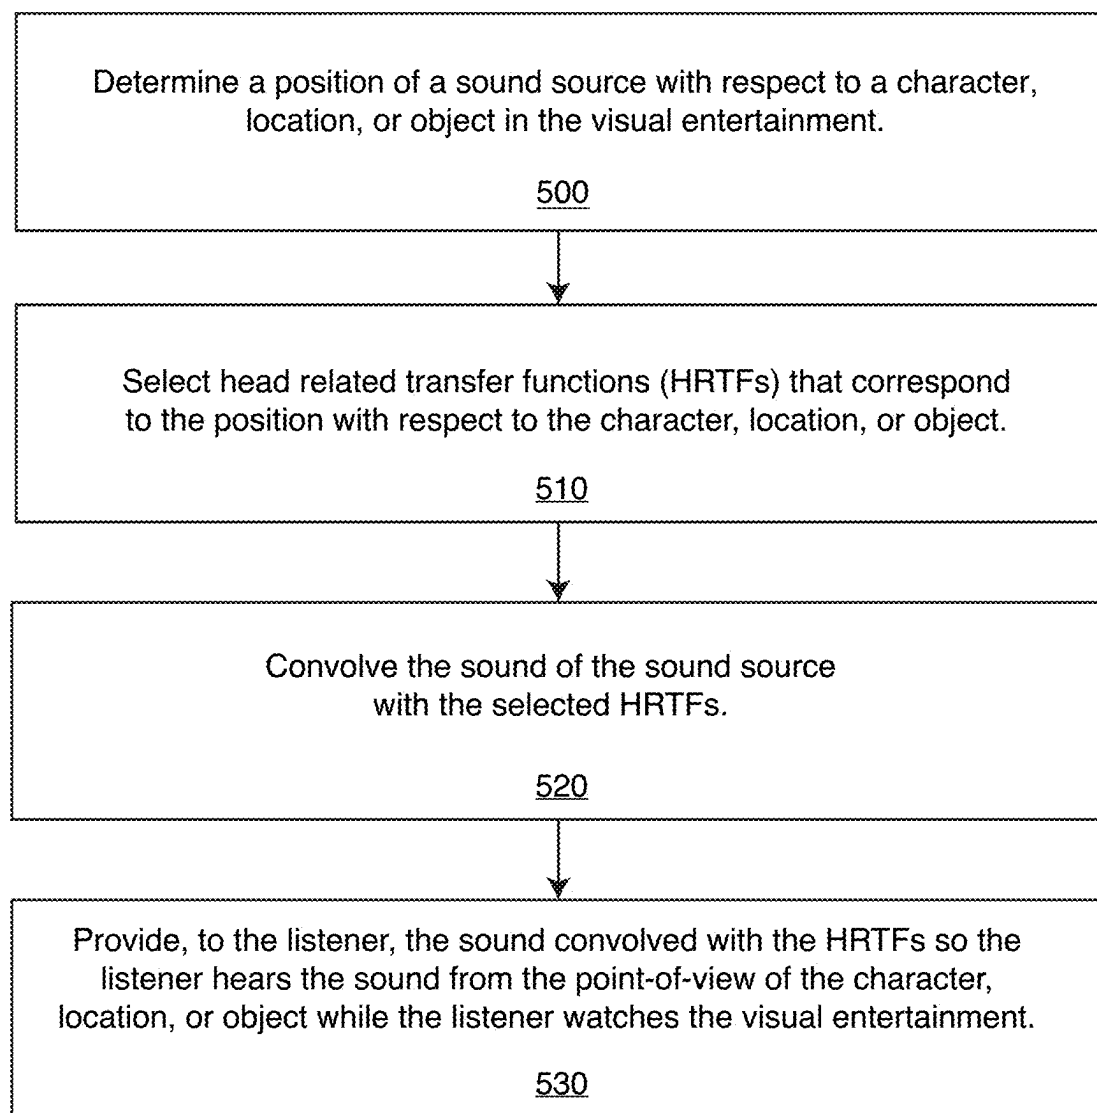 Determine a position of a sound source with respect to a character,
location, or object in the visual entertainment.
500
Select head related transfer functions (HRTFs) that correspond
to the position with respect to the character, location, or object.
510
Convolve the sound of the sound source
with the selected HRTFs.
520
Provide, to the listener, the sound convolved with the HRTFs so the
listener hears the sound from the point-of-view of the character,
location, or object while the listener watches the visual entertainment.
530